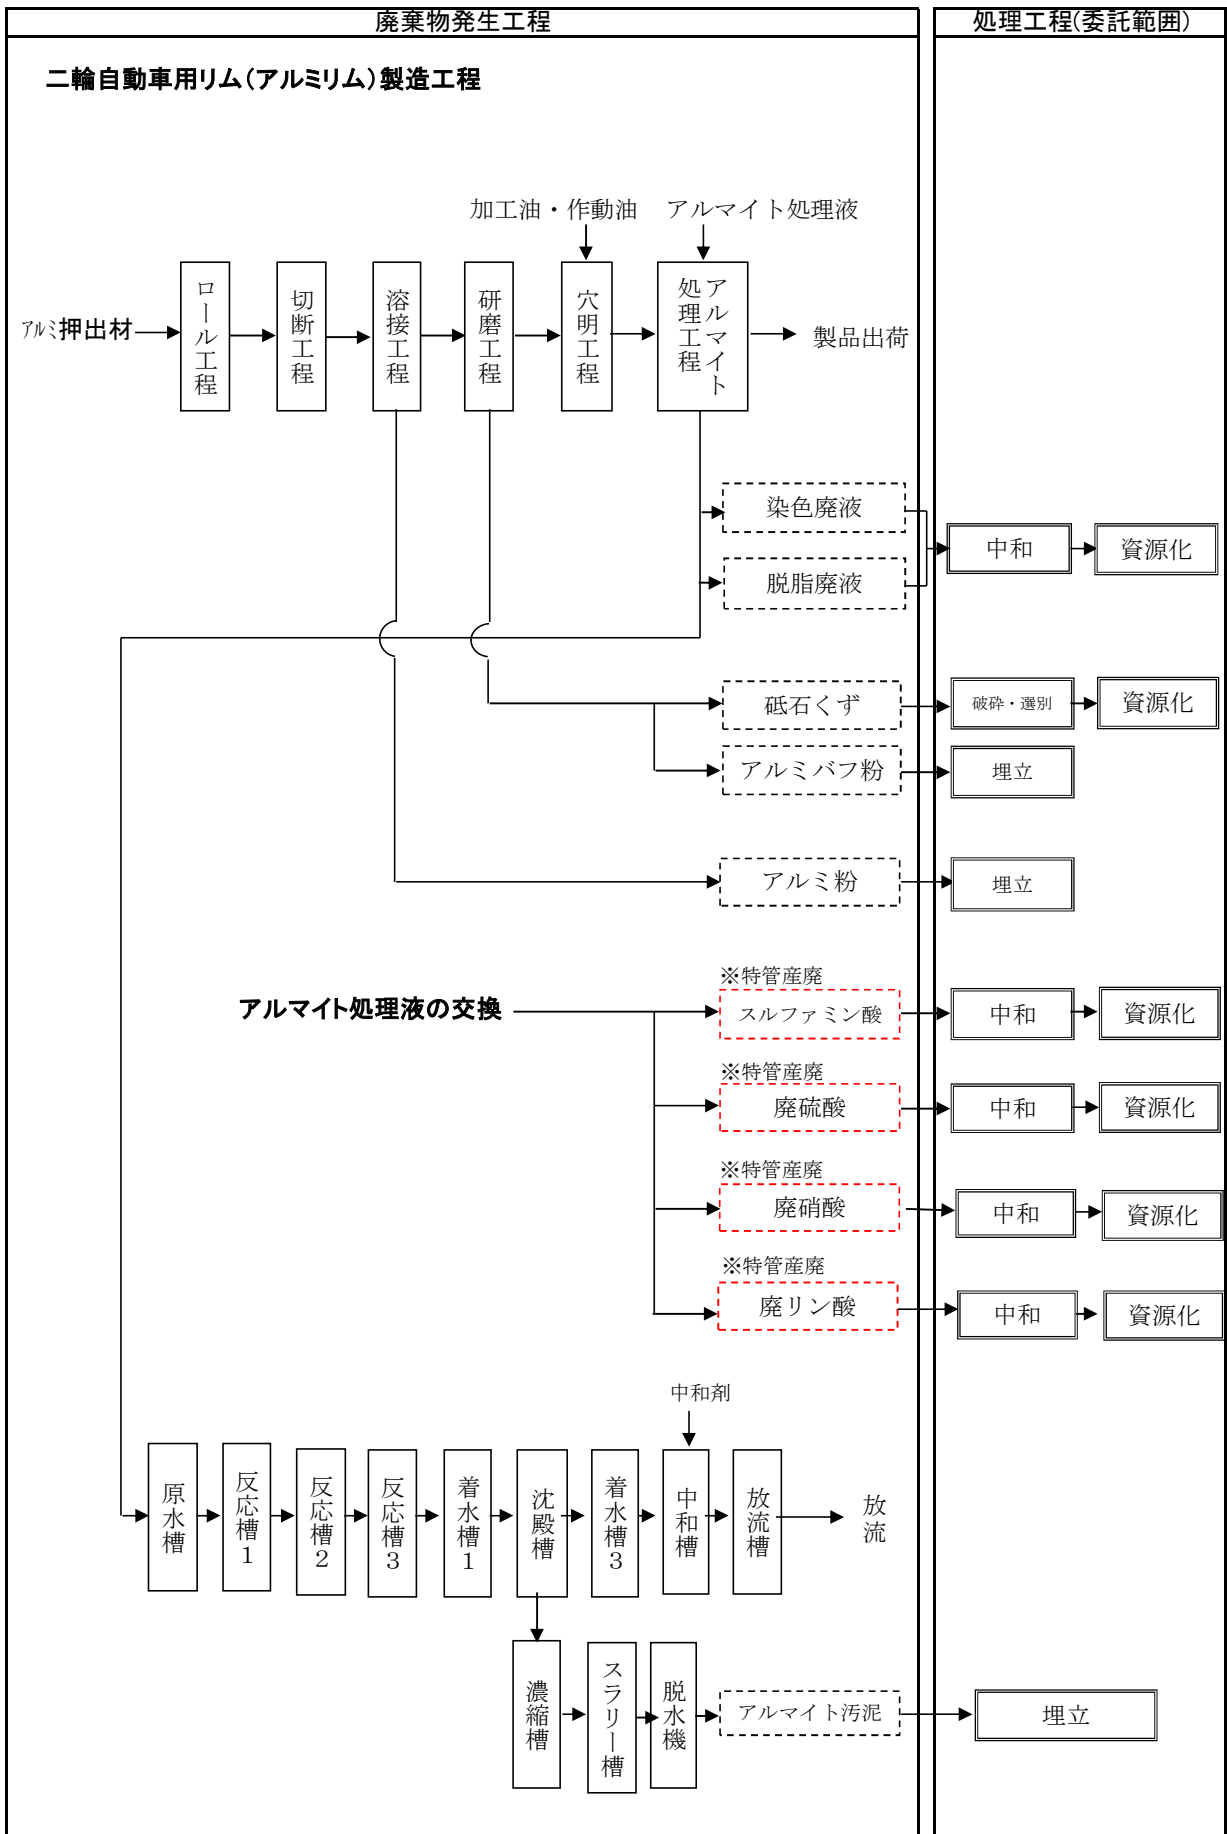 廃棄物発生工程
処理工程(委託範囲)
二輪自動車用リム(アルミリム)製造工程
加工油・作動油
アルマイト処理液
アルミ押出材
ロール工程
切断工程
溶接工程
研磨工程
穴明工程
アルマイト
処理工程
製品出荷
染色廃液
脱脂廃液
中和
資源化
砥石くず
破砕・選別
資源化
アルミバフ粉
埋立
アルミ粉
埋立
アルマイト処理液の交換
※特管産廃
スルファミン酸
中和
資源化
※特管産廃
廃硫酸
中和
資源化
※特管産廃
廃硝酸
中和
資源化
※特管産廃
廃リン酸
中和
資源化
中和剤
原水槽
反応槽1
反応槽2
反応槽3
着水槽1
沈殿槽
着水槽3
中和槽
放流槽
放流
濃縮槽
スラリー槽
脱水機
アルマイト汚泥
埋立